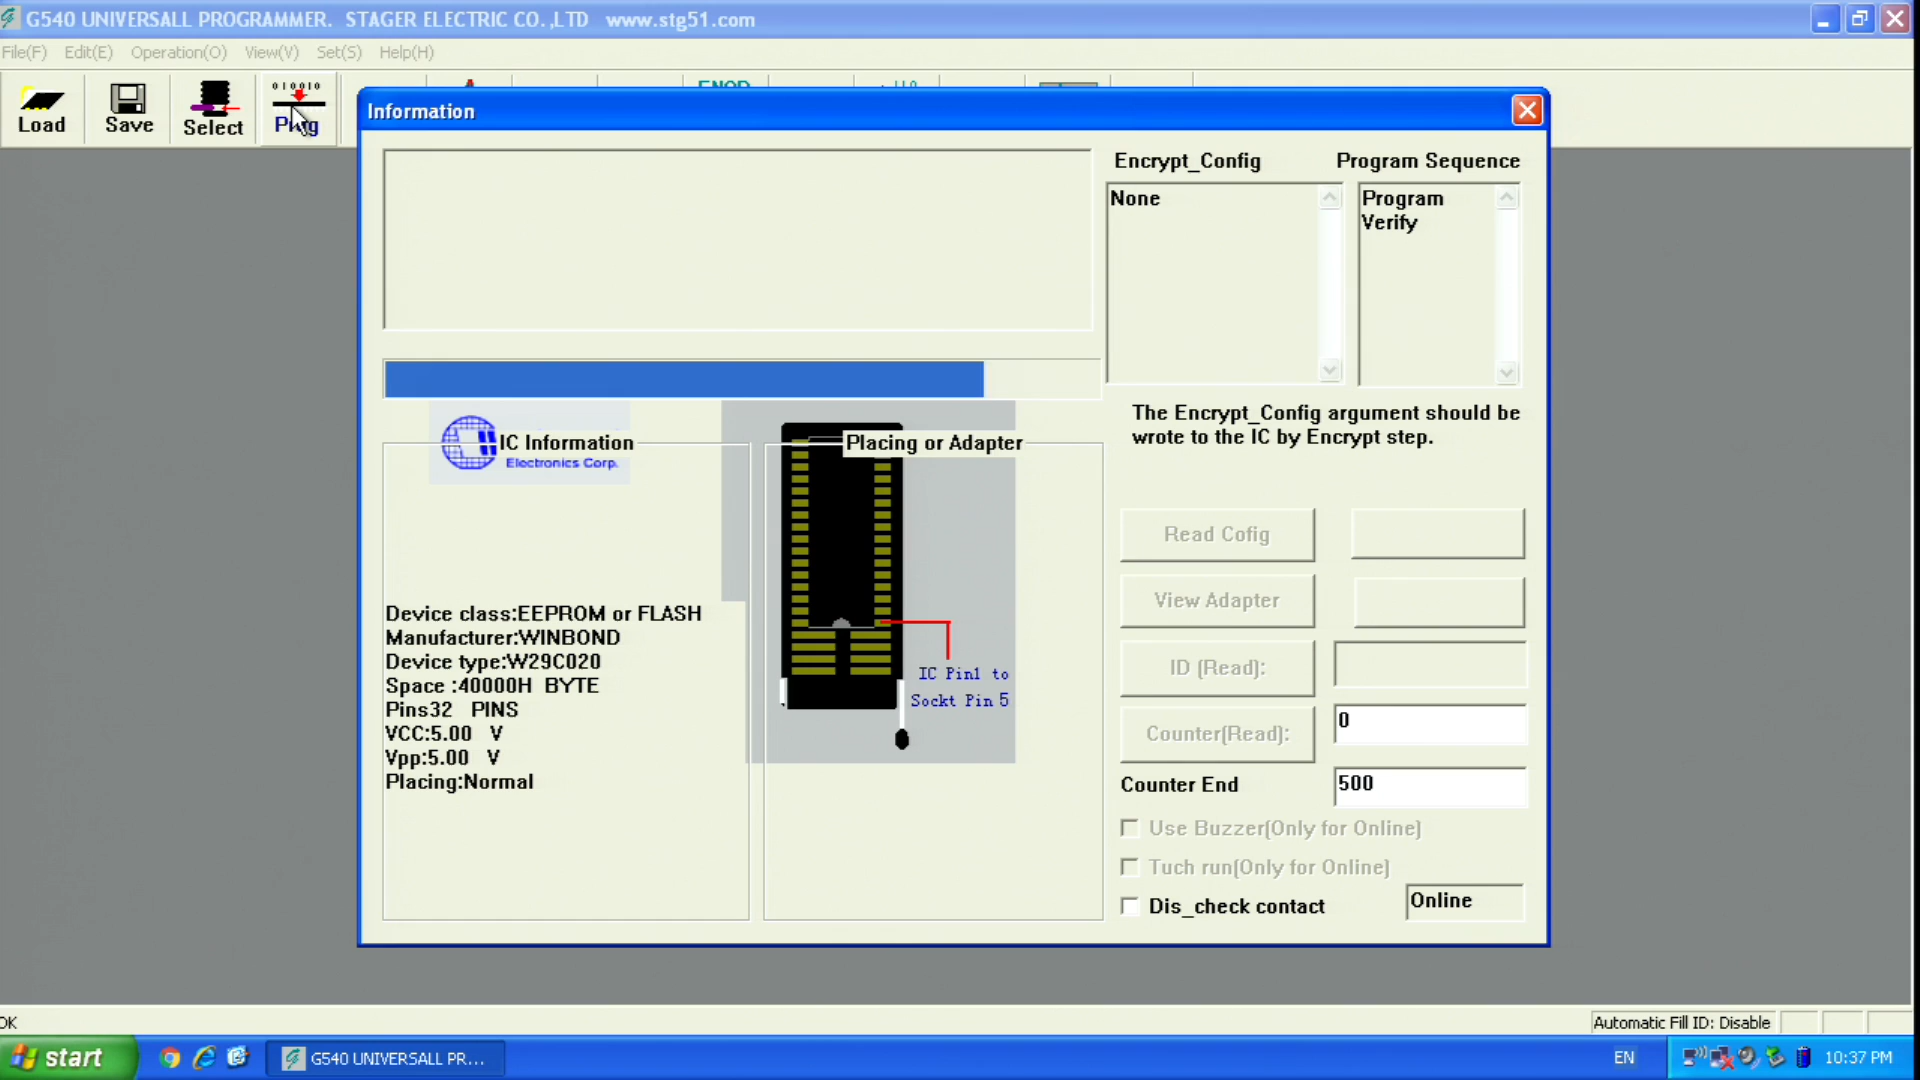 G540 UNIVERSALL PROGRAMMER.  STAGER ELECTRIC CO.,LTD  www.stg51.com
File(F) Edit(E) Operation(O) View(V) Set(S) Help(H)
Load
Save
Select
010010
Prog
Information
Encrypt_Config
Program Sequence
None
Program
Verify
The Encrypt_Config argument should be
wrote to the IC by Encrypt step.
IC Information
Electronics Corp.
Placing or Adapter
Device class:EEPROM or FLASH
Manufacturer:WINBOND
Device type:W29C020
Space :40000H  BYTE
Pins32  PINS
VCC:5.00  V
Vpp:5.00  V
Placing:Normal
IC Pin1 to
Sockt Pin 5
Read Cofig
View Adapter
ID (Read):
Counter(Read):
0
Counter End
500
Use Buzzer(Only for Online)
Tuch run(Only for Online)
Dis_check contact
Online
OK
Automatic Fill ID: Disable
start
G540 UNIVERSALL PR...
EN
10:37 PM